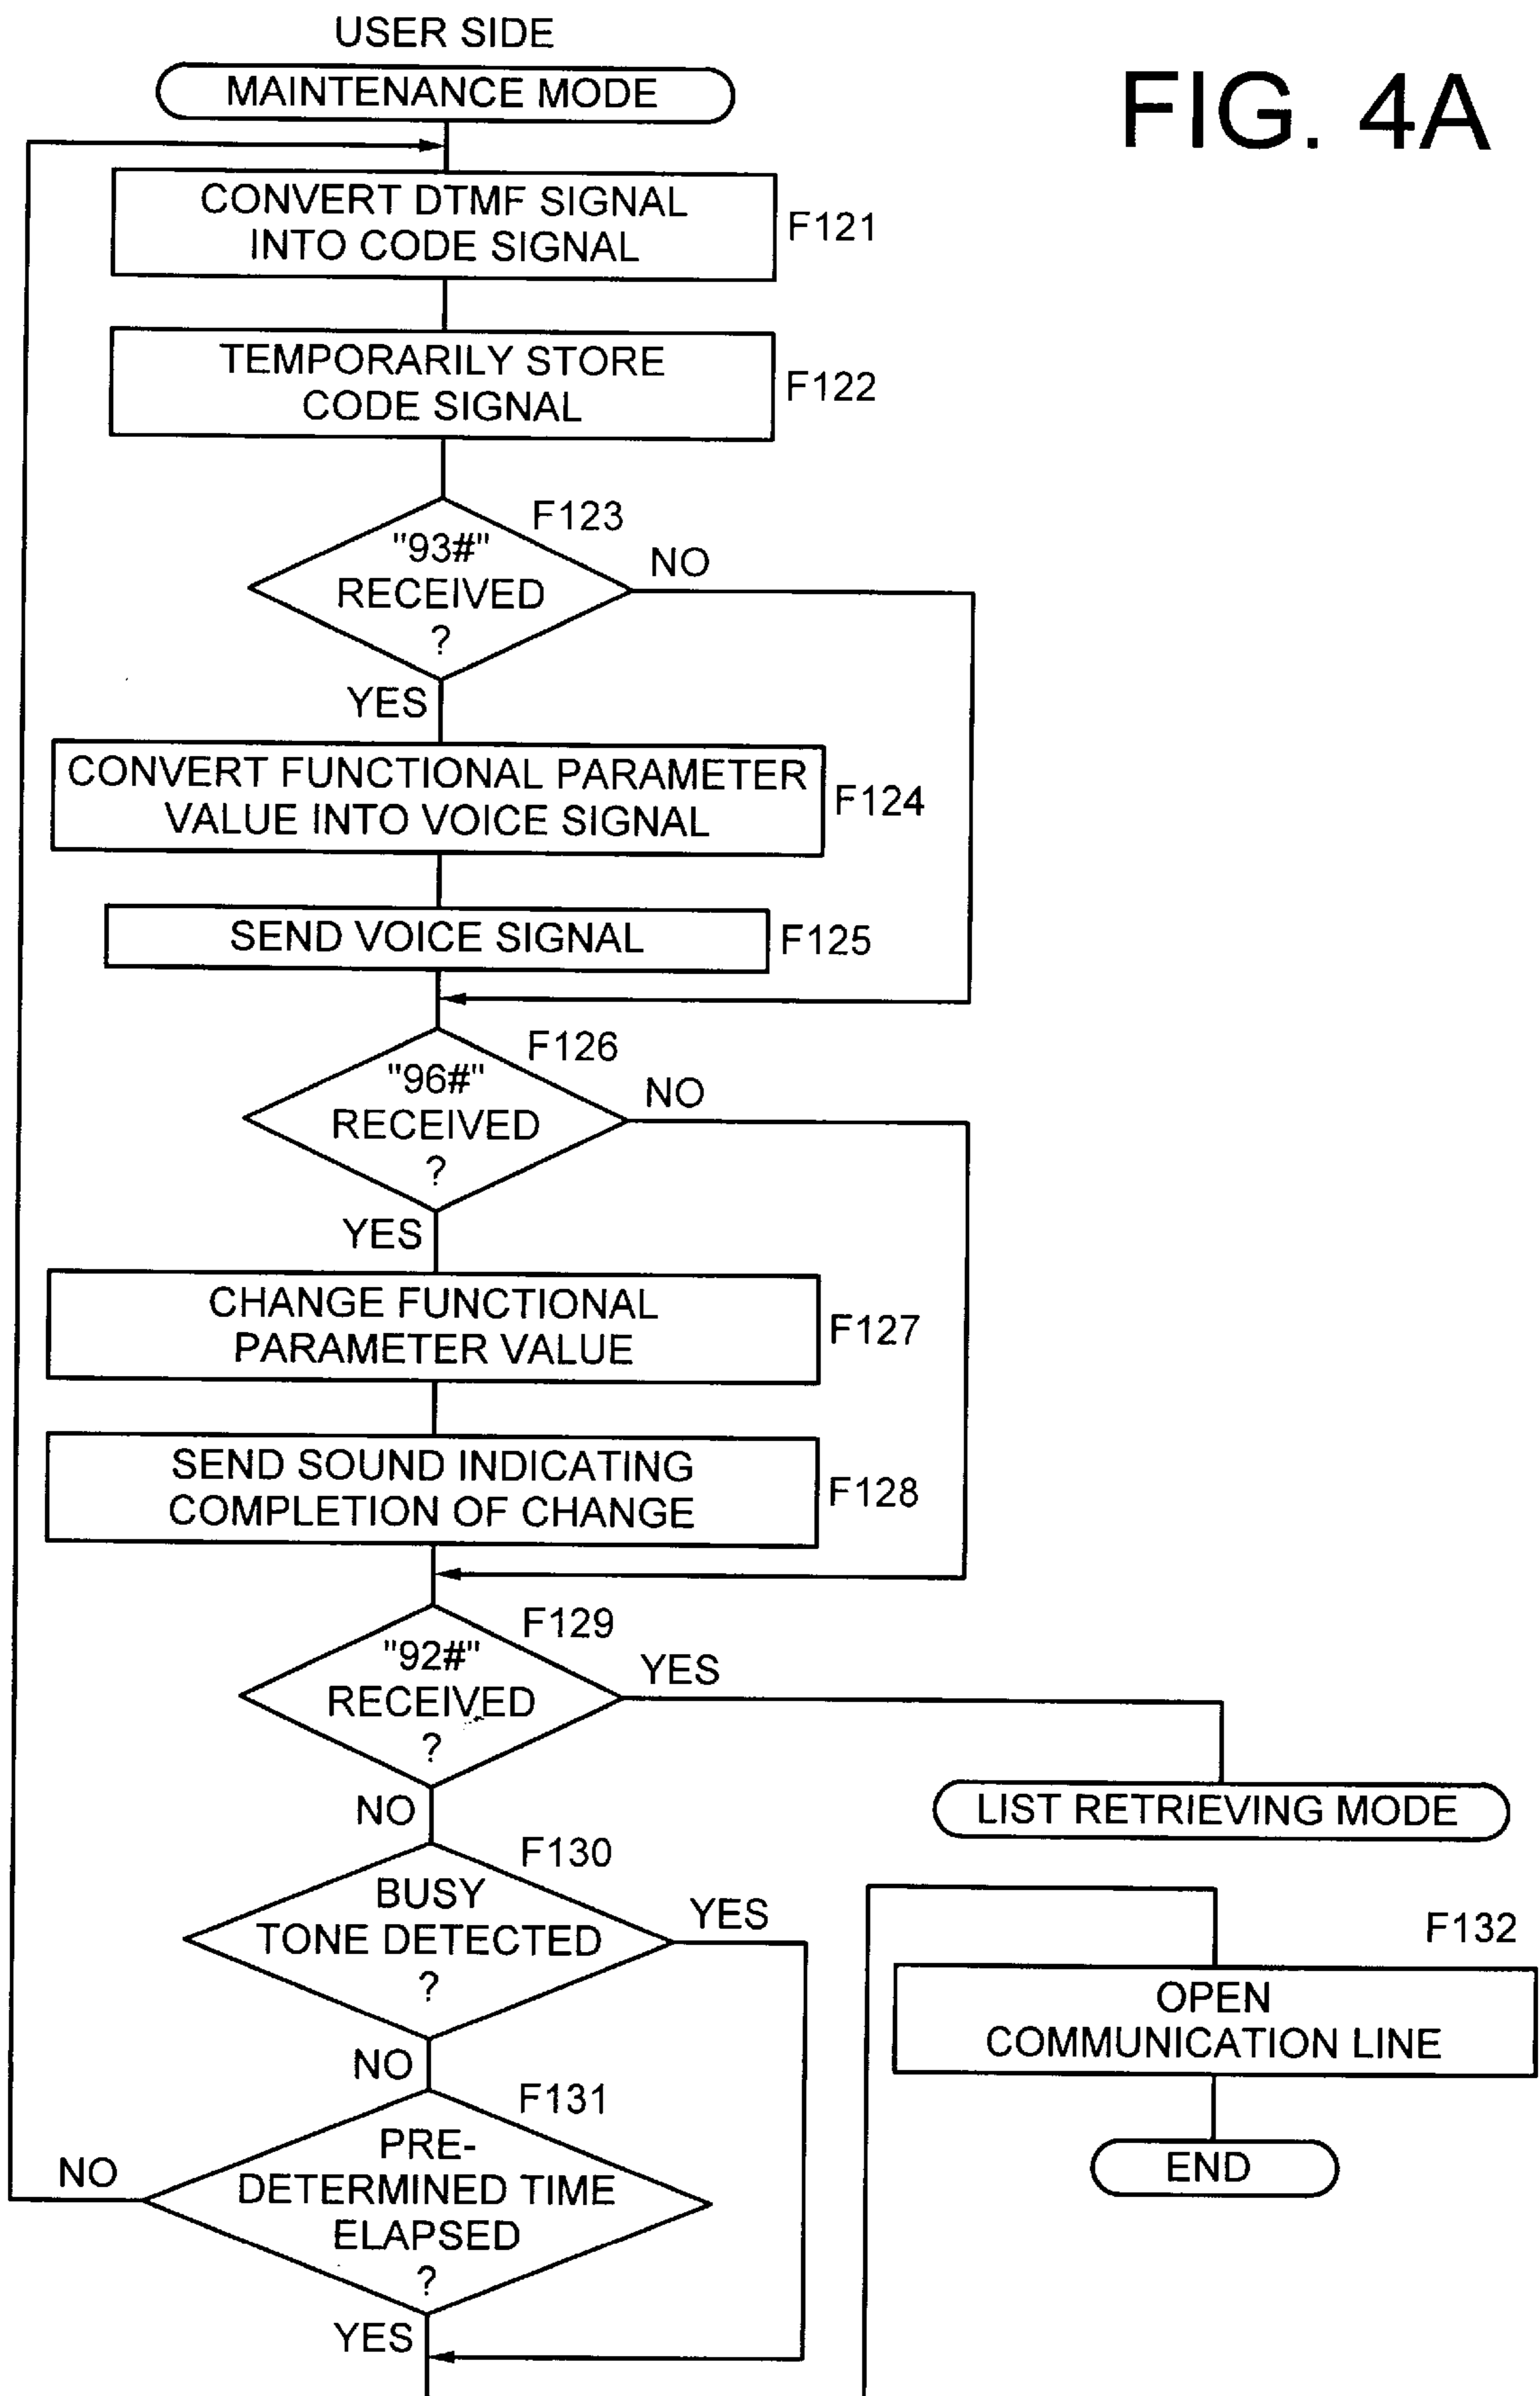 USER SIDE
FIG. 4A
MAINTENANCE MODE
CONVERT DTMF SIGNAL
INTO CODE SIGNAL
F121
TEMPORARILY STORE
CODE SIGNAL
F122
F123
"93#"
RECEIVED
?
NO
YES
CONVERT FUNCTIONAL PARAMETER
VALUE INTO VOICE SIGNAL
F124
SEND VOICE SIGNAL
F125
F126
"96#"
RECEIVED
?
NO
YES
CHANGE FUNCTIONAL
PARAMETER VALUE
F127
SEND SOUND INDICATING
COMPLETION OF CHANGE
F128
F129
"92#"
RECEIVED
?
YES
NO
LIST RETRIEVING MODE
F130
BUSY
TONE DETECTED
?
YES
NO
F131
PRE-
DETERMINED TIME
ELAPSED
?
NO
YES
F132
OPEN
COMMUNICATION LINE
END